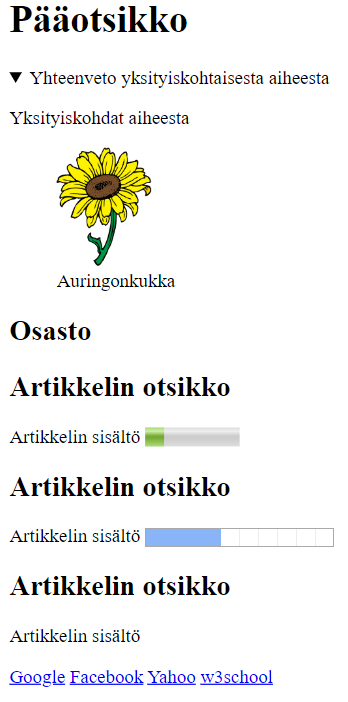 Pääotsikko
Yhteenveto yksityiskohtaisesta aiheesta
Yksityiskohdat aiheesta
Auringonkukka
Osasto
Artikkelin otsikko
Artikkelin sisältö
Artikkelin otsikko
Artikkelin sisältö
Artikkelin otsikko
Artikkelin sisältö
Google Facebook Yahoo w3school